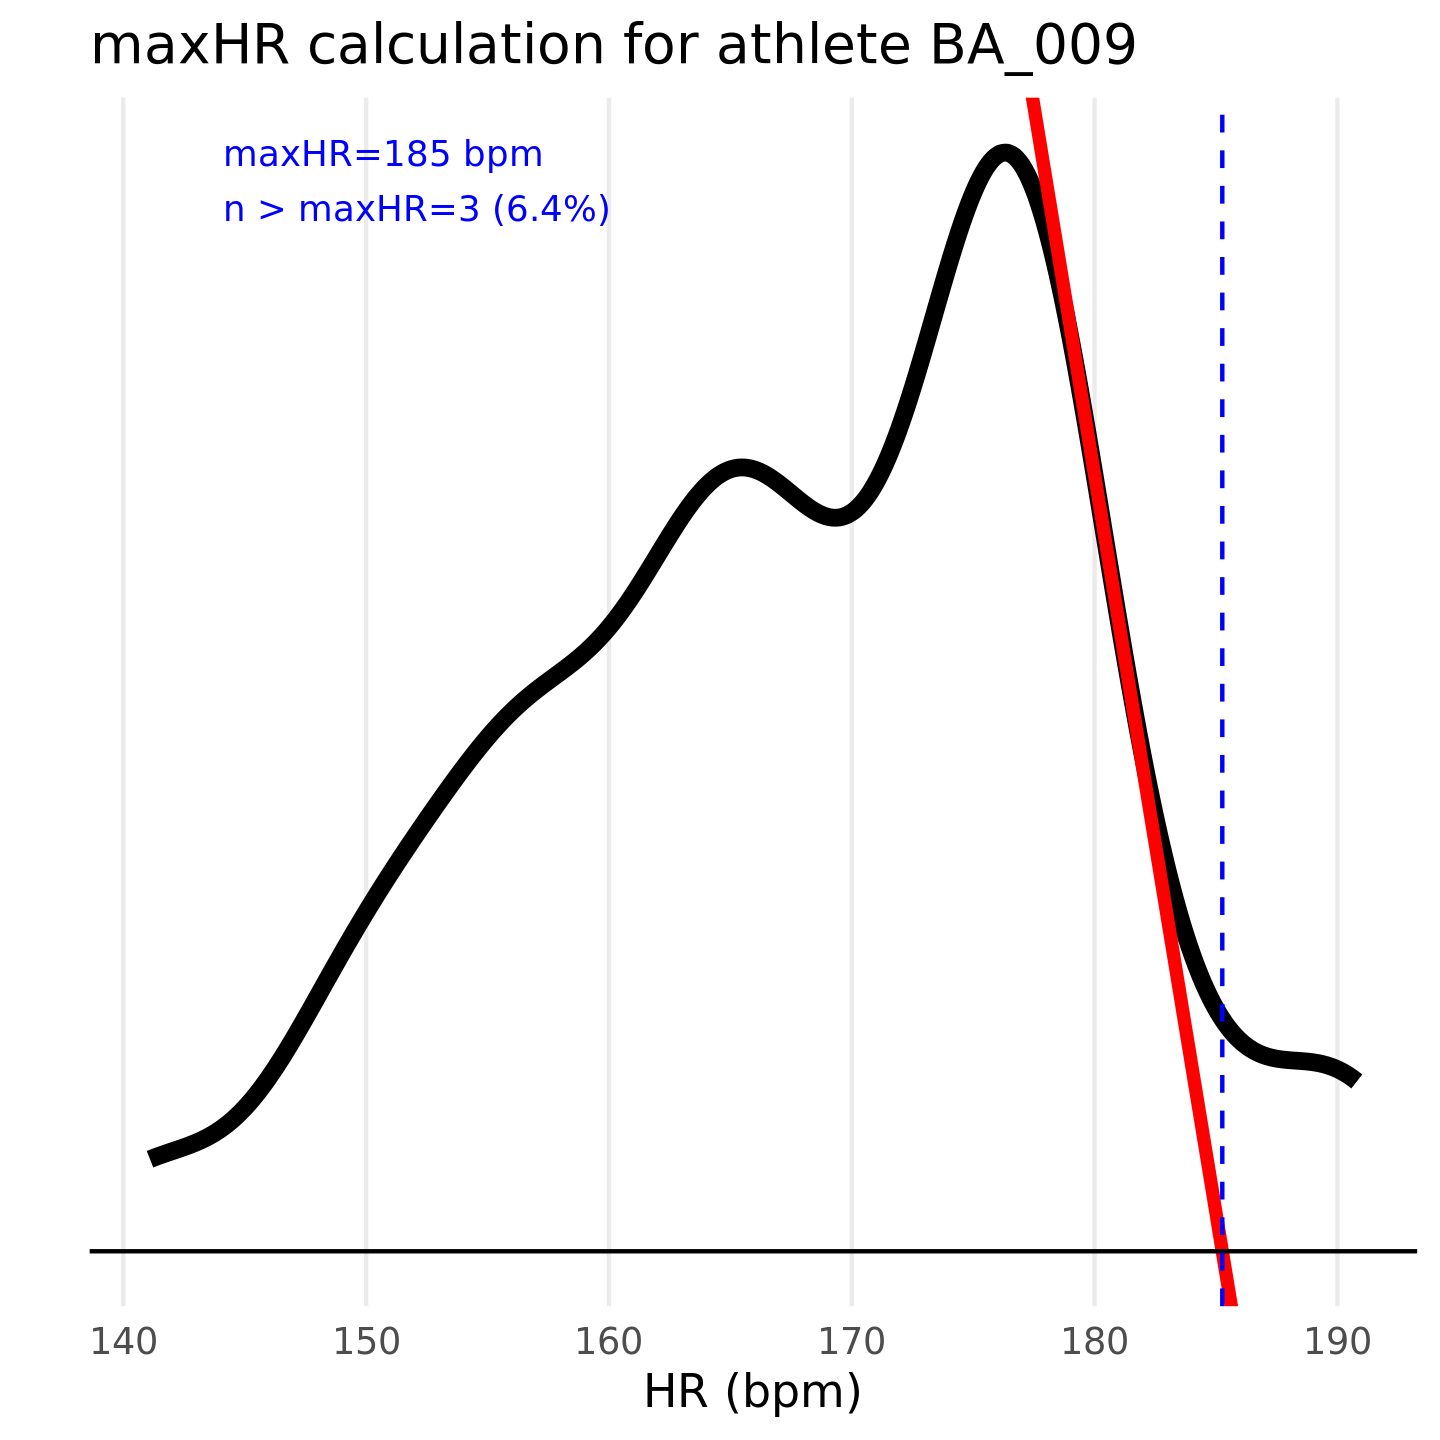 maxHR calculation for athlete BA_009
maxHR=185 bpm
n > maxHR=3 (6.4%)
140 150 160 170 180 190
HR (bpm)